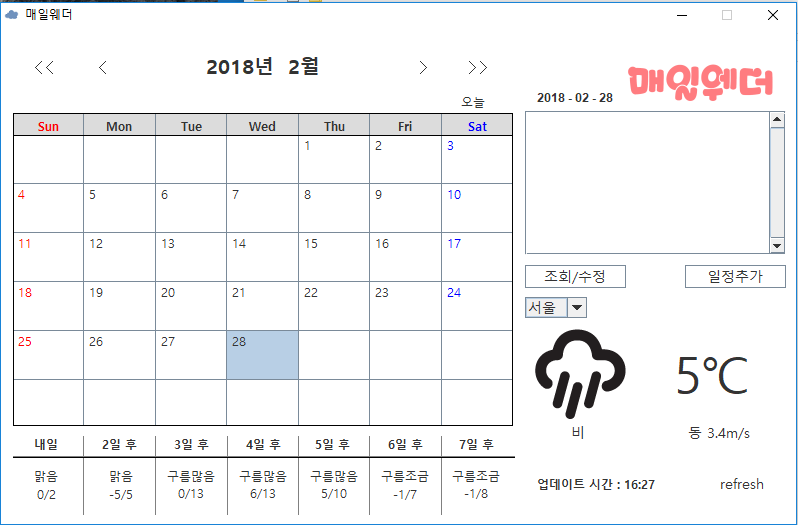 매일웨더
2018년 2월
매일웨더
오늘
2018 - 02 - 28
Sun Mon Tue Wed Thu Fri Sat
1 2 3
4 5 6 7 8 9 10
11 12 13 14 15 16 17
18 19 20 21 22 23 24
25 26 27 28
조회/수정 일정추가
서울
5℃
비 동 3.4m/s
내일 2일 후 3일 후 4일 후 5일 후 6일 후 7일 후
맑음 맑음 구름많음 구름많음 구름많음 구름조금 구름조금
0/2 -5/5 0/13 6/13 5/10 -1/7 -1/8
업데이트 시간 : 16:27 refresh